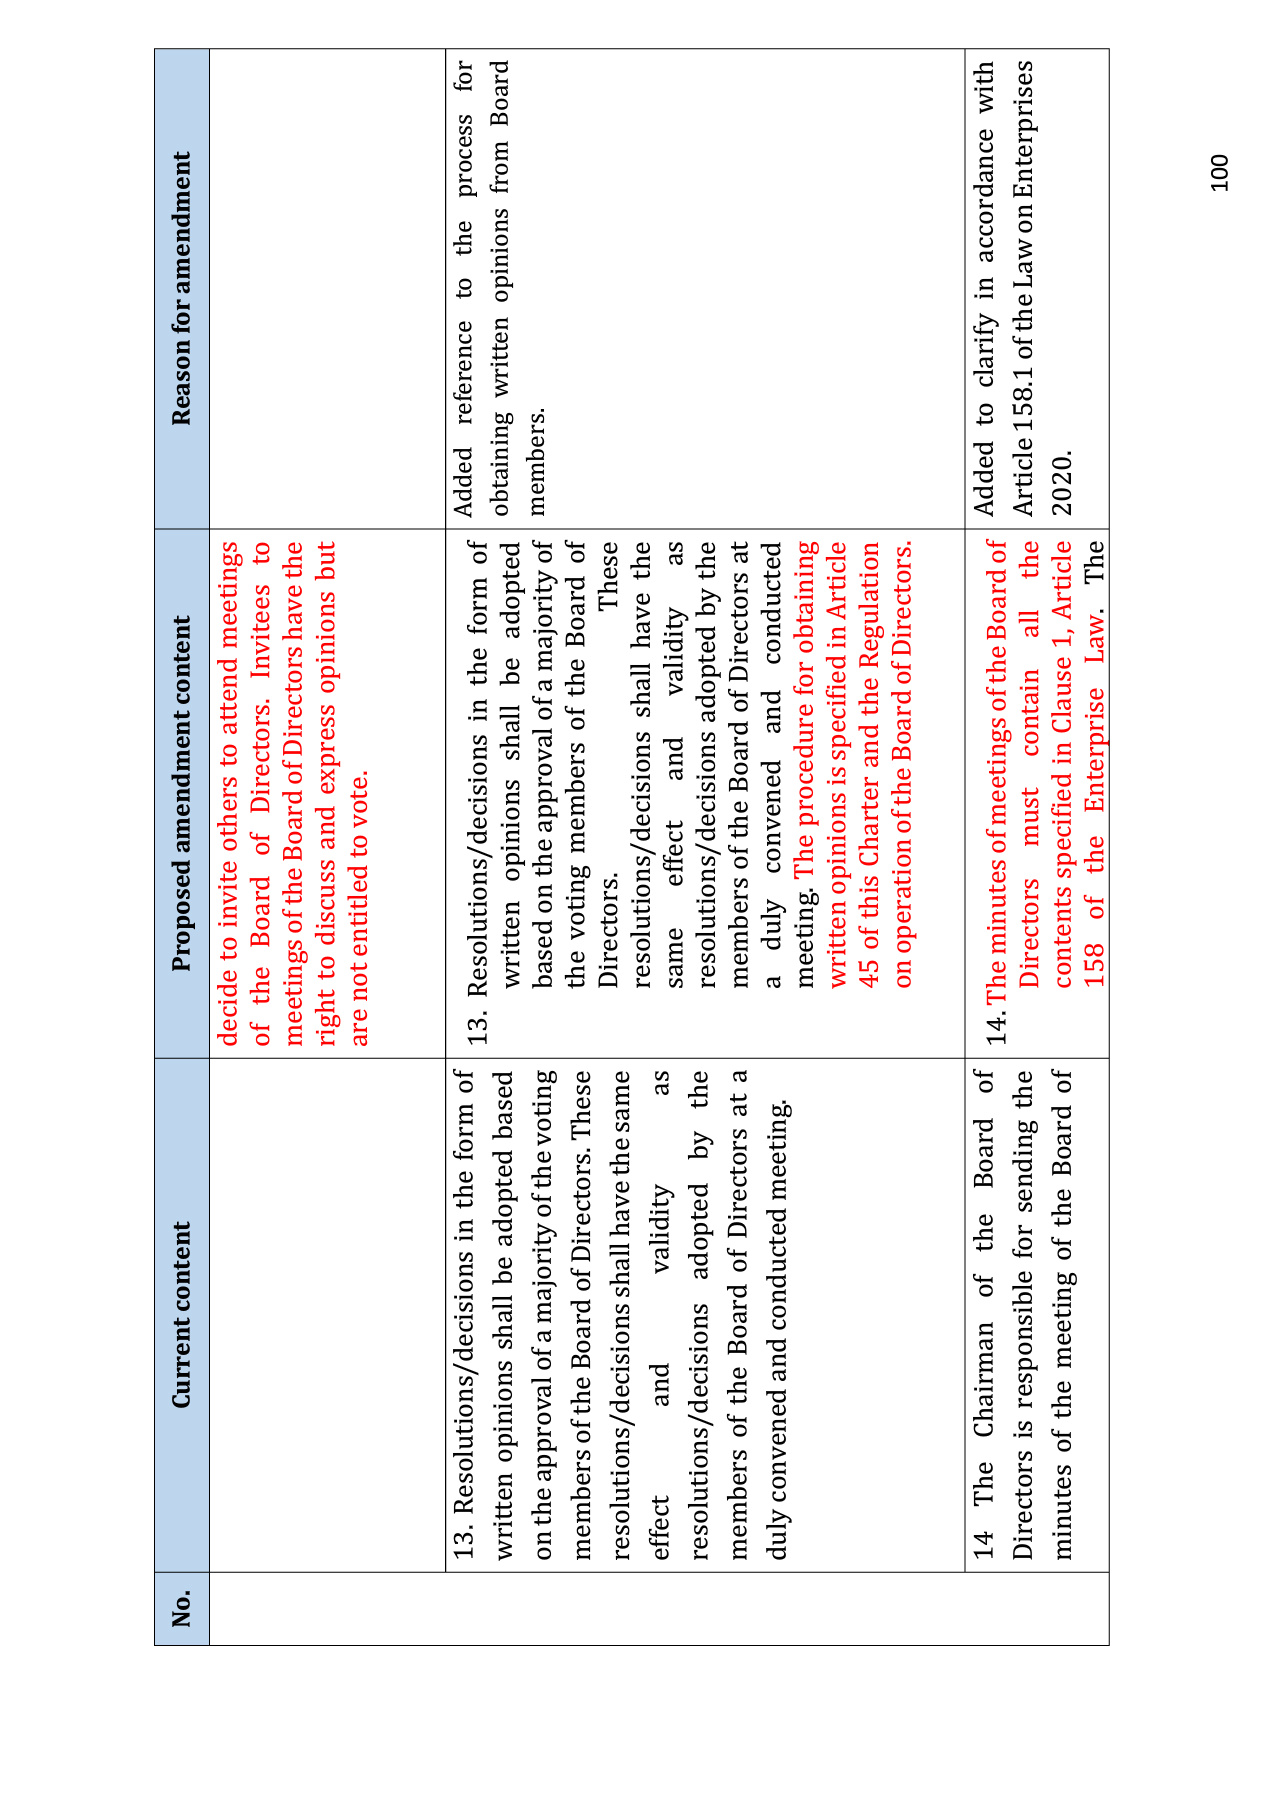 No.
Current content
Proposed amendment content
Reason for amendment
decide to invite others to attend meetings
of the Board of Directors. Invitees to
meetings of the Board of Directors have the
right to discuss and express opinions but
are not entitled to vote.
13. Resolutions/decisions in the form of
written opinions shall be adopted based
on the approval of a majority of the voting
members of the Board of Directors. These
resolutions/decisions shall have the same
effect and validity as
resolutions/decisions adopted by the
members of the Board of Directors at a
duly convened and conducted meeting.
13. Resolutions/decisions in the form of
written opinions shall be adopted
based on the approval of a majority of
the voting members of the Board of
Directors. These
resolutions/decisions shall have the
same effect and validity as
resolutions/decisions adopted by the
members of the Board of Directors at
a duly convened and conducted
meeting. The procedure for obtaining
written opinions is specified in Article
45 of this Charter and the Regulation
on operation of the Board of Directors.
Added reference to the process for
obtaining written opinions from Board
members.
14 The Chairman of the Board of
Directors is responsible for sending the
minutes of the meeting of the Board of
14. The minutes of meetings of the Board of
Directors must contain all the
contents specified in Clause 1, Article
158 of the Enterprise Law. The
Added to clarify in accordance with
Article 158.1 of the Law on Enterprises
2020.
100